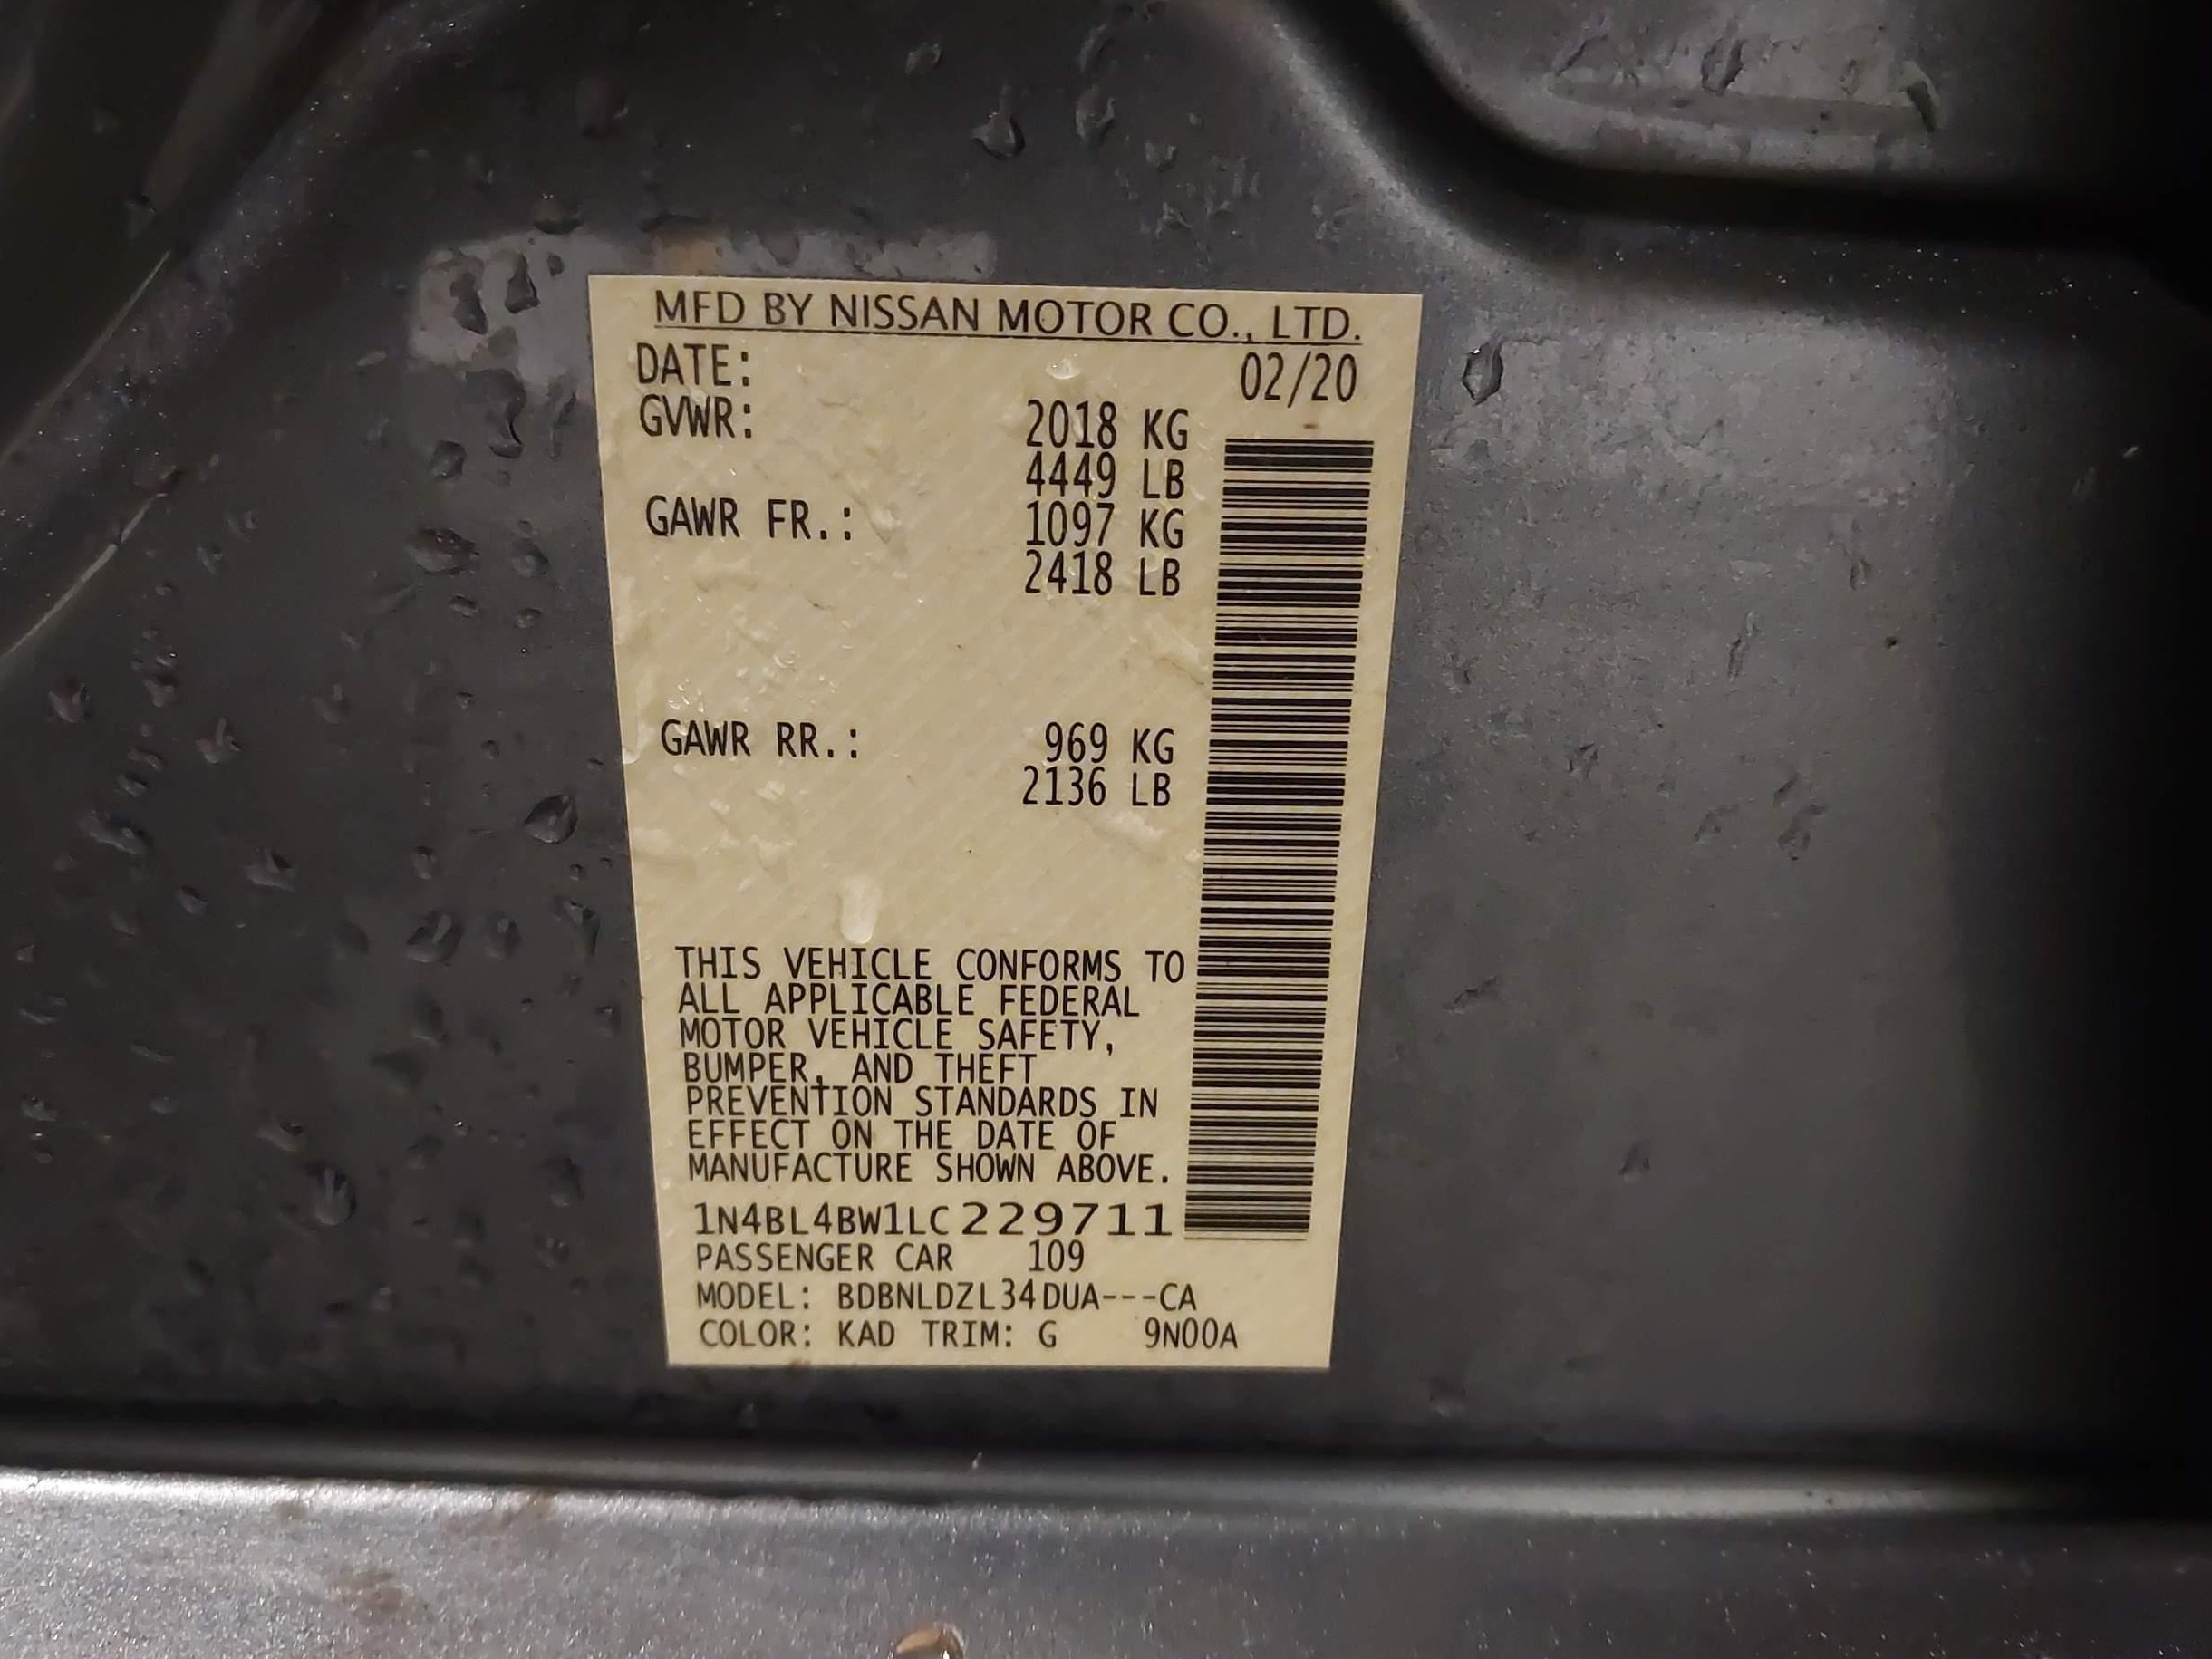 MFD BY NISSAN MOTOR CO., LTD.
DATE: 02/20
GVWR: 2018 KG
4449 LB
GAWR FR.: 1097 KG
2418 LB
GAWR RR.: 969 KG
2136 LB
THIS VEHICLE CONFORMS TO
ALL APPLICABLE FEDERAL
MOTOR VEHICLE SAFETY,
BUMPER, AND THEFT
PREVENTION STANDARDS IN
EFFECT ON THE DATE OF
MANUFACTURE SHOWN ABOVE.
1N4BL4BW1LC229711
PASSENGER CAR 109
MODEL: BDBNLDZL34DUA---CA
COLOR: KAD TRIM: G 9N00A